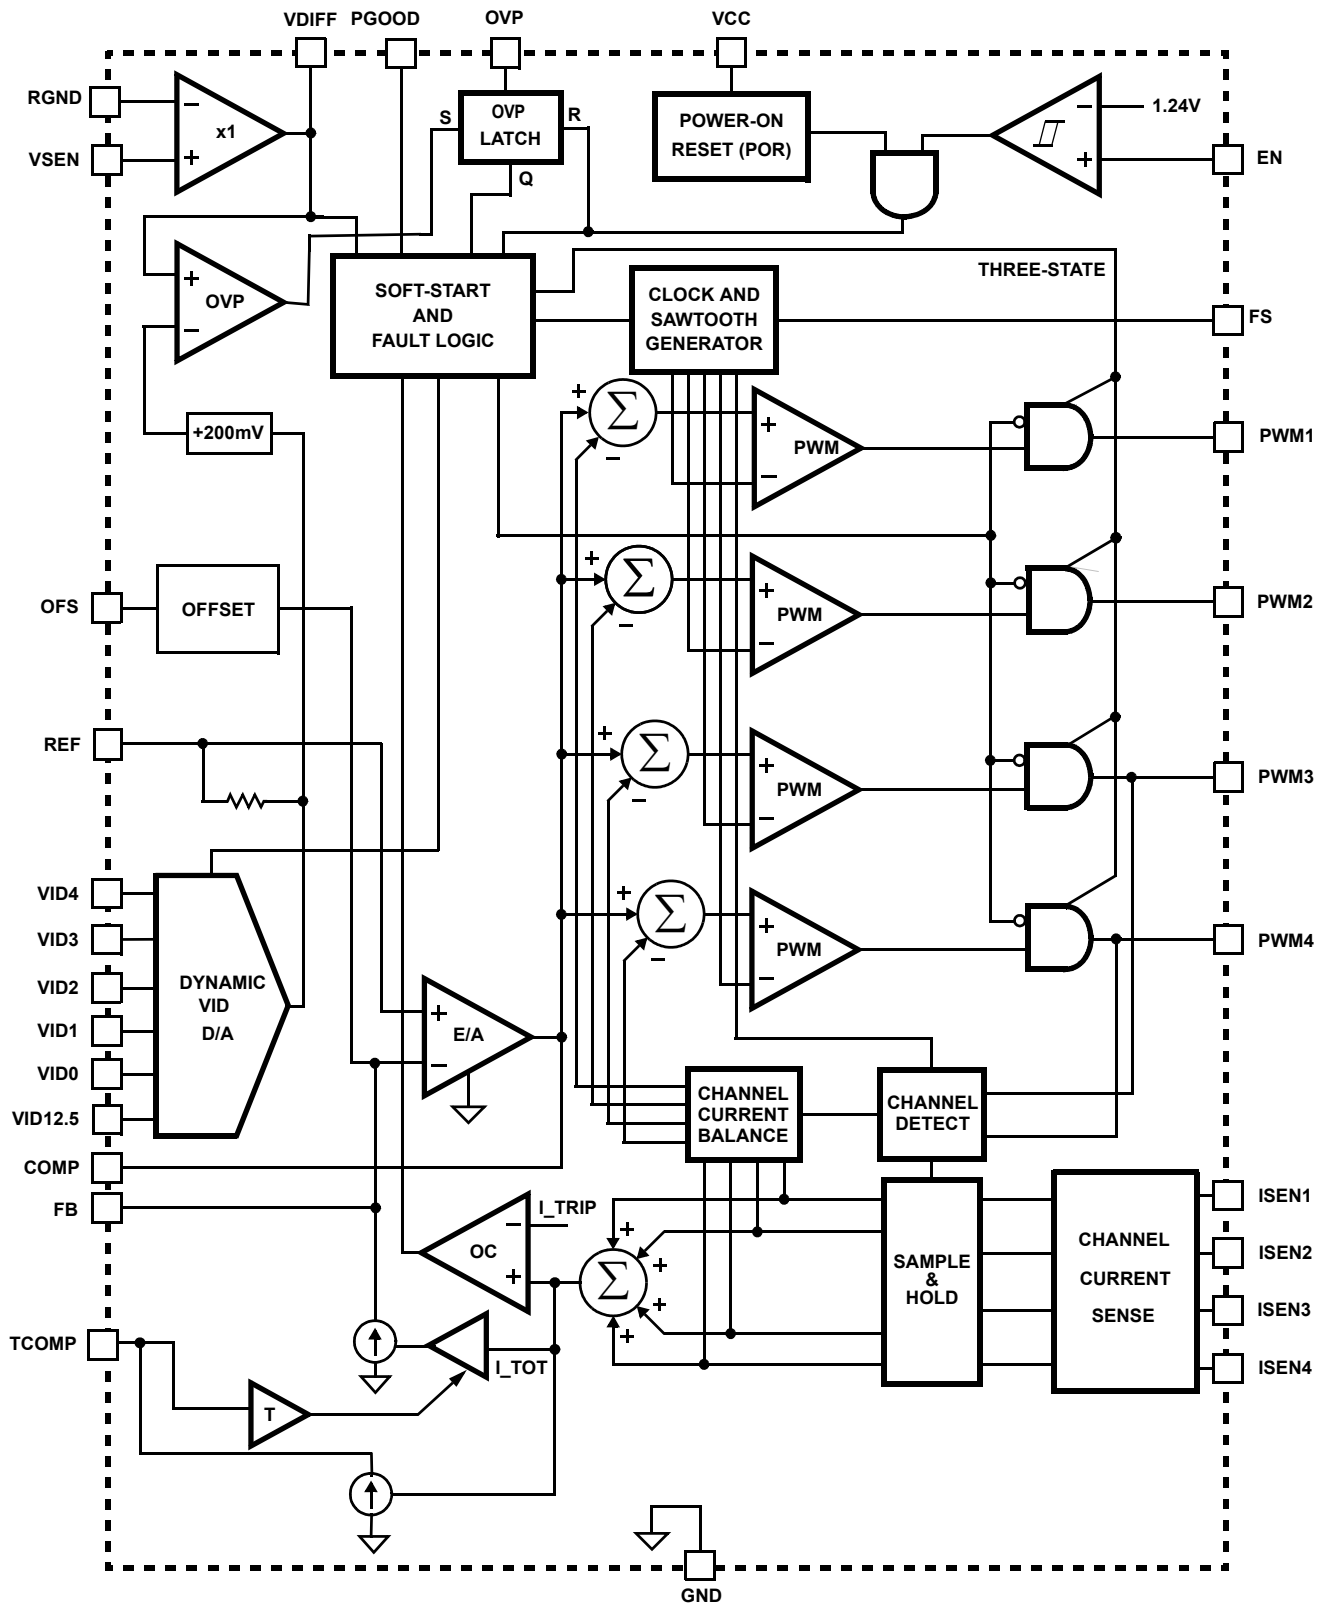 VDIFF PGOOD OVP VCC
RGND
VSEN
−
x1
+
S
OVP
LATCH
R
Q
POWER-ON
RESET (POR)
−
1.24V
+
EN
+
OVP
−
SOFT-START
AND
FAULT LOGIC
THREE-STATE
CLOCK AND
SAWTOOTH
GENERATOR
FS
+200mV
+
Σ
−
+
PWM
−
PWM1
OFS
OFFSET
+
Σ
−
+
PWM
−
PWM2
REF
+
Σ
−
+
PWM
−
PWM3
VID4
VID3
VID2
VID1
VID0
VID12.5
DYNAMIC
VID
D/A
+
Σ
−
+
PWM
−
PWM4
+
E/A
−
CHANNEL
CURRENT
BALANCE
CHANNEL
DETECT
COMP
FB
−
I_TRIP
OC
+
+
+
Σ
+
+
SAMPLE
&
HOLD
CHANNEL
CURRENT
SENSE
ISEN1
ISEN2
ISEN3
ISEN4
TCOMP
I_TOT
T
GND